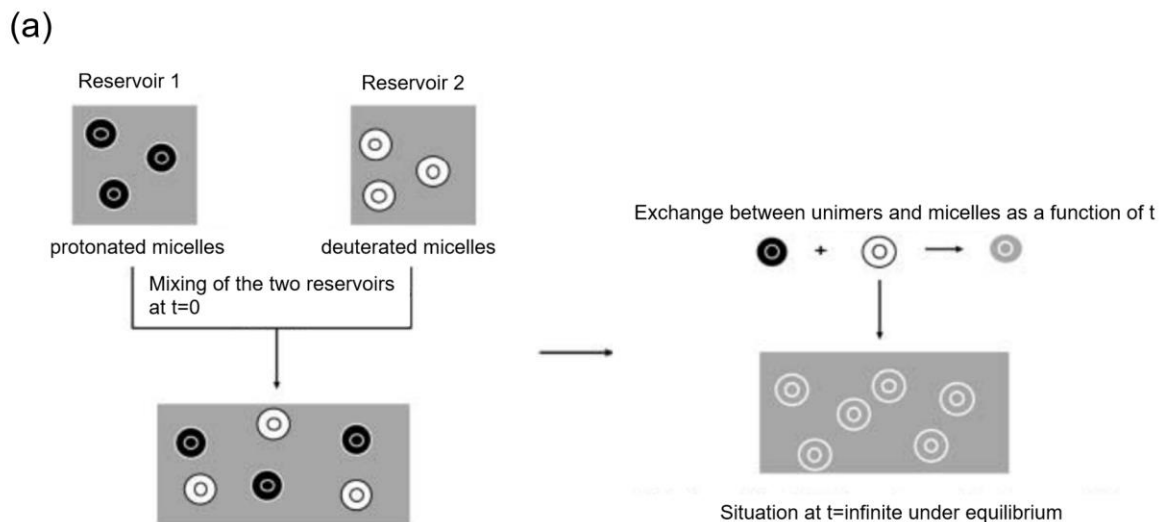 (a)
Reservoir 1
Reservoir 2
protonated micelles
deuterated micelles
Mixing of the two reservoirs
at t=0
Exchange between unimers and micelles as a function of t
+
Situation at t=infinite under equilibrium